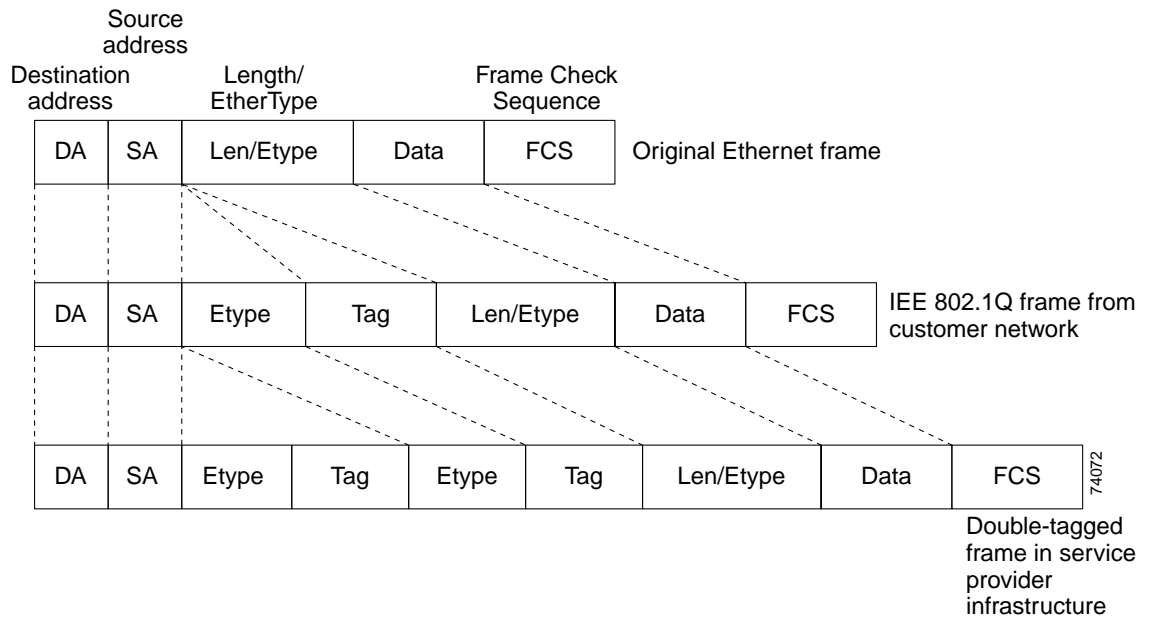 Source
address
Destination
address
Length/
EtherType
Frame Check
Sequence
DA SA Len/Etype Data FCS Original Ethernet frame
DA SA Etype Tag Len/Etype Data FCS
IEE 802.1Q frame from
customer network
DA SA Etype Tag Etype Tag Len/Etype Data FCS
74072
Double-tagged
frame in service
provider
infrastructure